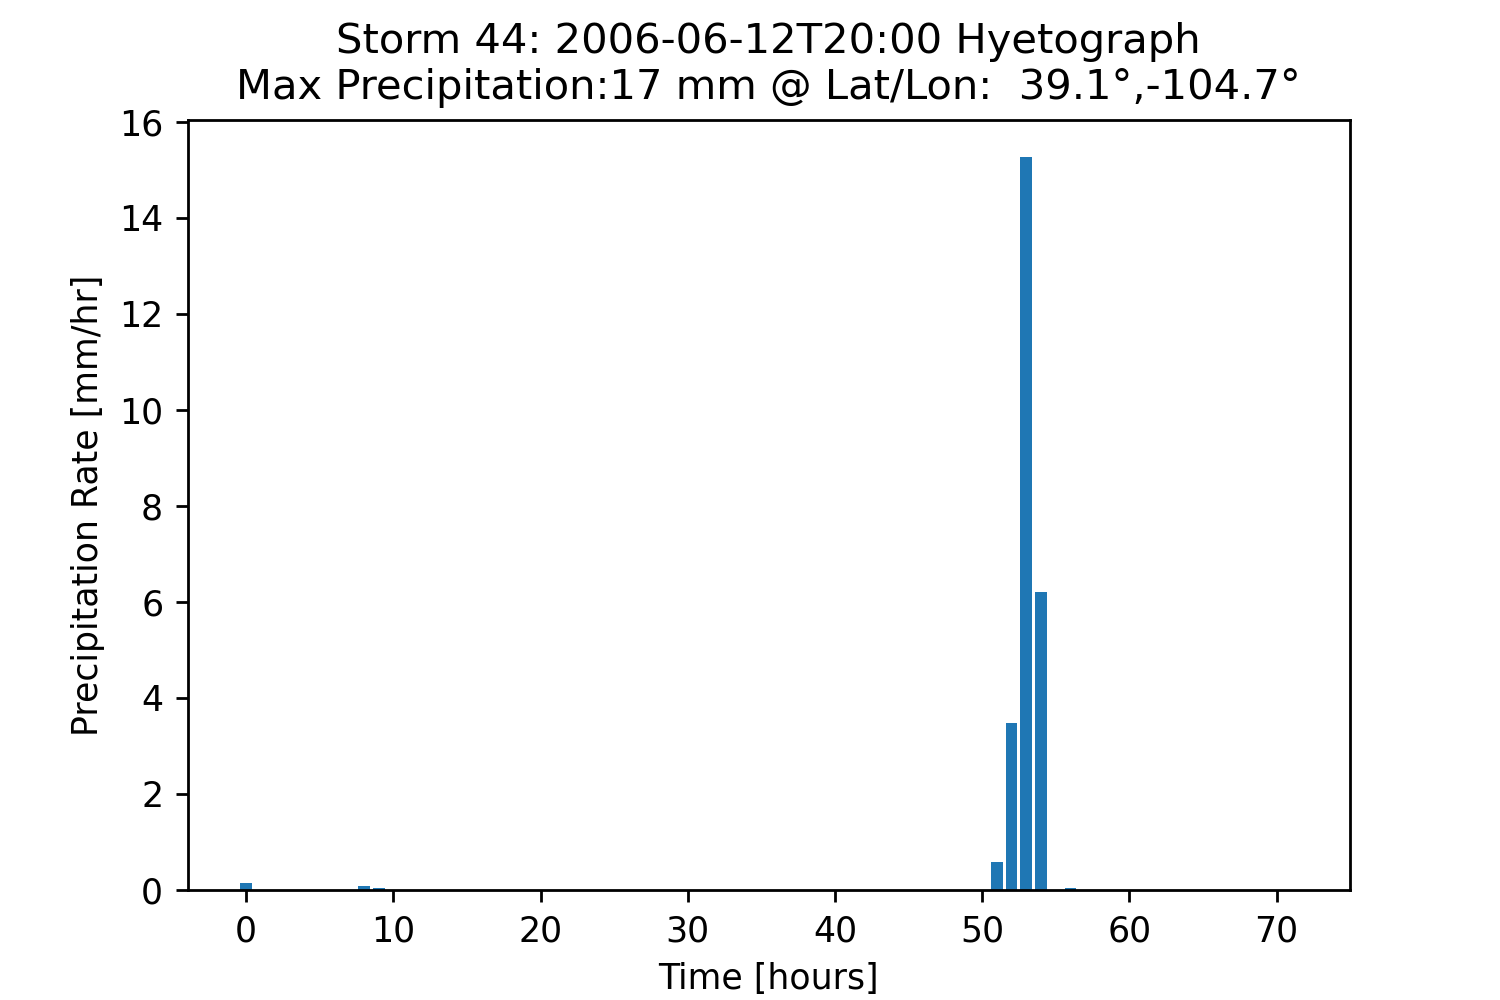 Storm 44: 2006-06-12T20:00 Hyetograph
Max Precipitation:17 mm @ Lat/Lon:  39.1°,-104.7°
16
14
12
10
8
6
4
2
0
Precipitation Rate [mm/hr]
0 10 20 30 40 50 60 70
Time [hours]